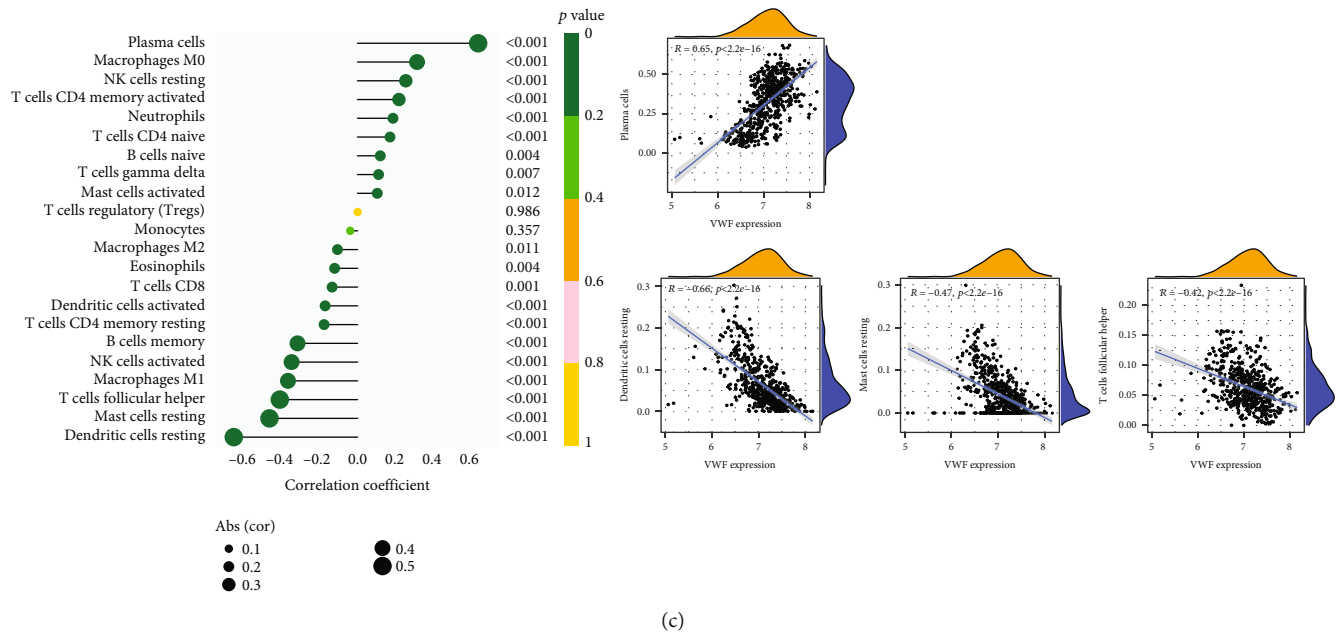 p value
Plasma cells <0.001
Macrophages M0 <0.001
NK cells resting <0.001
T cells CD4 memory activated <0.001
Neutrophils <0.001
T cells CD4 naive <0.001
B cells naive 0.004
T cells gamma delta 0.007
Mast cells activated 0.012
T cells regulatory (Tregs) 0.986
Monocytes 0.357
Macrophages M2 0.011
Eosinophils 0.004
T cells CD8 0.001
Dendritic cells activated <0.001
T cells CD4 memory resting <0.001
B cells memory <0.001
NK cells activated <0.001
Macrophages M1 <0.001
T cells follicular helper <0.001
Mast cells resting <0.001
Dendritic cells resting <0.001
−0.6 −0.4 −0.2 0.0 0.2 0.4 0.6
Correlation coefficient
0
0.2
0.4
0.6
0.8
1
Abs (cor)
0.1
0.2
0.3
0.4
0.5
R = 0.65, p<2.2e−16
Plasma cells
0.50
0.25
0.00
5 6 7 8
VWF expression
R = −0.66, p<2.2e−16
Dendritic cells resting
0.3
0.2
0.1
0.0
5 6 7 8
VWF expression
R = −0.47, p<2.2e−16
Mast cells resting
0.3
0.2
0.1
0.0
5 6 7 8
VWF expression
R = −0.42, p<2.2e−16
T cells follicular helper
0.20
0.15
0.10
0.05
0.00
5 6 7 8
VWF expression
(c)